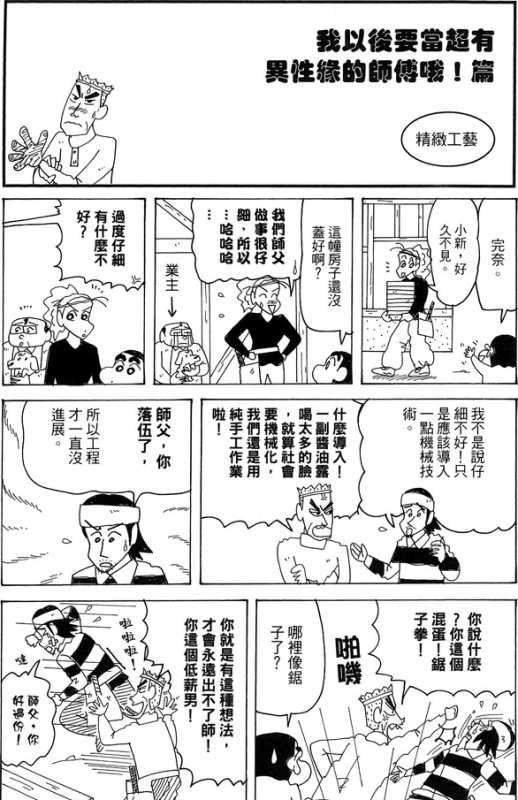 我以後要當超有
異性緣的師傅哦！篇
精緻工藝
完奈。
小新，好
久不見。
這幢房子還沒
蓋好啊？
我們師父
做事很仔
細，所以
…哈哈哈
…
業主→
過度仔細
有什麼不
好？
我不是說仔
細不好！只
是應該導入
一點機械技
術。
什麼導入！
一副醬油露
喝太多的臉
，就算社會
要機械化，
我們還是用
純手工作業
啦！
師父，你
落伍了，
所以工程
才一直沒
進展。
你說什麼
？你這個
混蛋！鋸
子拳！
啪嘰
哪裡像鋸
子了？
你就是有這種想法，
才會永遠出不了師！
你這個低薪男！
啦啦啦！
哇
師父，你
好過份！